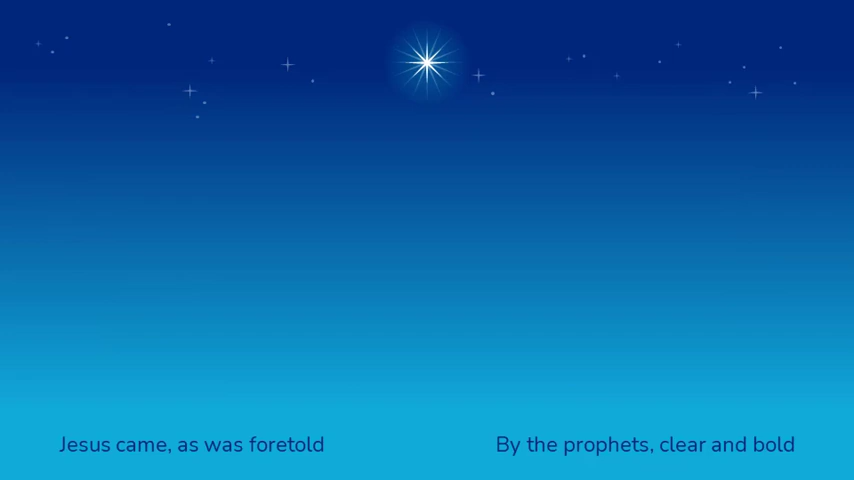 Jesus came, as was foretold
By the prophets, clear and bold